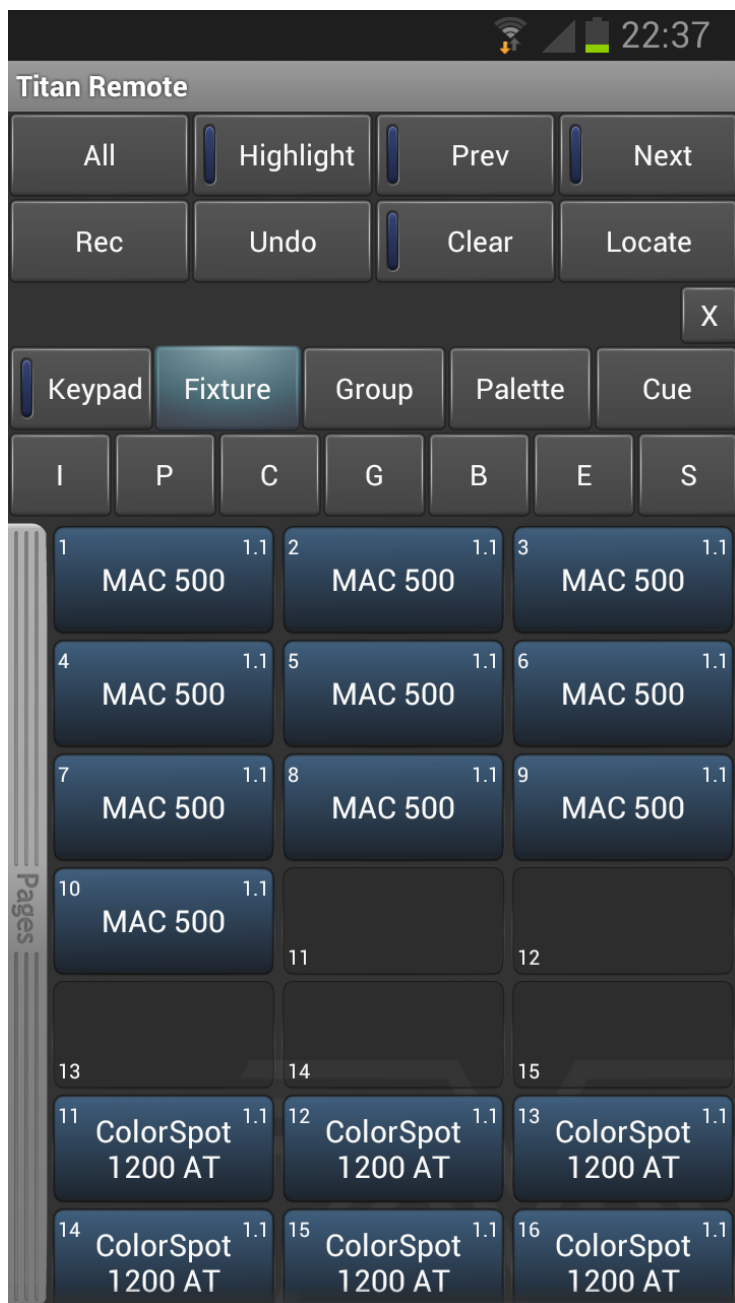 22:37
Titan Remote
All Highlight Prev Next
Rec Undo Clear Locate
X
Keypad Fixture Group Palette Cue
I P C G B E S
1 1.1 2 1.1 3 1.1
MAC 500 MAC 500 MAC 500
4 1.1 5 1.1 6 1.1
MAC 500 MAC 500 MAC 500
7 1.1 8 1.1 9 1.1
MAC 500 MAC 500 MAC 500
Pages
10 1.1
MAC 500
11 12
13 14 15
11 1.1 12 1.1 13 1.1
ColorSpot ColorSpot ColorSpot
1200 AT 1200 AT 1200 AT
14 1.1 15 1.1 16 1.1
ColorSpot ColorSpot ColorSpot
1200 AT 1200 AT 1200 AT